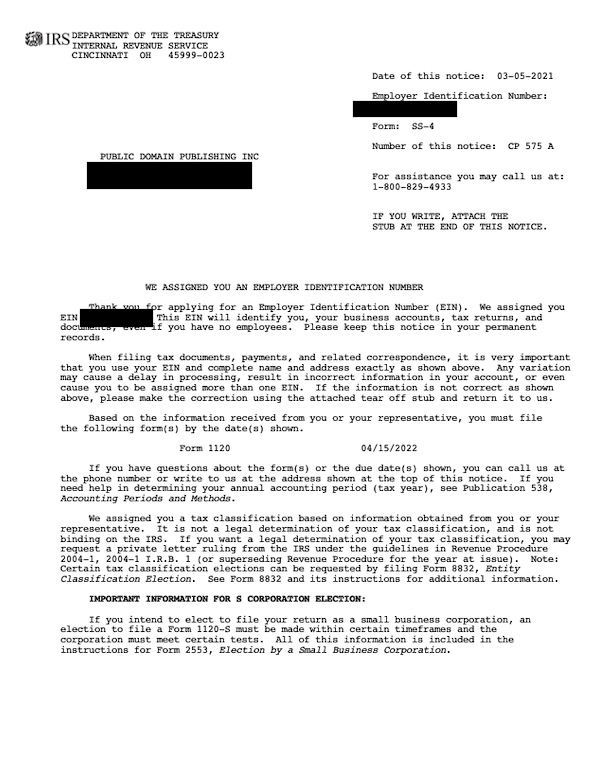 IRS DEPARTMENT OF THE TREASURY
INTERNAL REVENUE SERVICE
CINCINNATI OH 45999-0023
Date of this notice: 03-05-2021
Employer Identification Number:
Form: SS-4
Number of this notice: CP 575 A
PUBLIC DOMAIN PUBLISHING INC
For assistance you may call us at:
1-800-829-4933
IF YOU WRITE, ATTACH THE
STUB AT THE END OF THIS NOTICE.
WE ASSIGNED YOU AN EMPLOYER IDENTIFICATION NUMBER
Thank you for applying for an Employer Identification Number (EIN). We assigned you
EIN This EIN will identify you, your business accounts, tax returns, and
documents, even if you have no employees. Please keep this notice in your permanent
records.
When filing tax documents, payments, and related correspondence, it is very important
that you use your EIN and complete name and address exactly as shown above. Any variation
may cause a delay in processing, result in incorrect information in your account, or even
cause you to be assigned more than one EIN. If the information is not correct as shown
above, please make the correction using the attached tear off stub and return it to us.
Based on the information received from you or your representative, you must file
the following form(s) by the date(s) shown.
Form 1120 04/15/2022
If you have questions about the form(s) or the due date(s) shown, you can call us at
the phone number or write to us at the address shown at the top of this notice. If you
need help in determining your annual accounting period (tax year), see Publication 538,
Accounting Periods and Methods.
We assigned you a tax classification based on information obtained from you or your
representative. It is not a legal determination of your tax classification, and is not
binding on the IRS. If you want a legal determination of your tax classification, you may
request a private letter ruling from the IRS under the guidelines in Revenue Procedure
2004-1, 2004-1 I.R.B. 1 (or superseding Revenue Procedure for the year at issue). Note:
Certain tax classification elections can be requested by filing Form 8832, Entity
Classification Election. See Form 8832 and its instructions for additional information.
IMPORTANT INFORMATION FOR S CORPORATION ELECTION:
If you intend to elect to file your return as a small business corporation, an
election to file a Form 1120-S must be made within certain timeframes and the
corporation must meet certain tests. All of this information is included in the
instructions for Form 2553, Election by a Small Business Corporation.